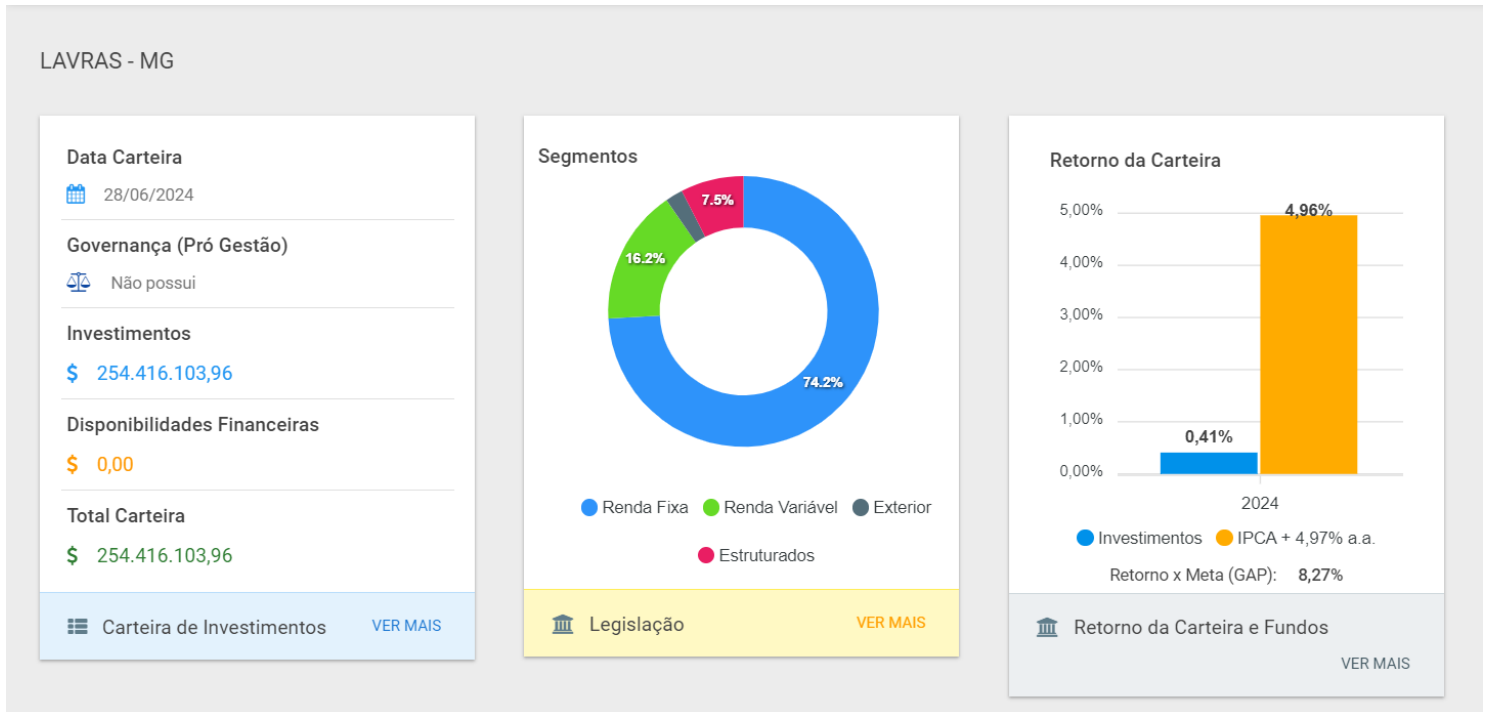 LAVRAS - MG
Data Carteira
28/06/2024
Governança (Pró Gestão)
Não possui
Investimentos
$ 254.416.103,96
Disponibilidades Financeiras
$ 0,00
Total Carteira
$ 254.416.103,96
Carteira de Investimentos VER MAIS
Segmentos
7.5%
16.2%
74.2%
Renda Fixa Renda Variável Exterior
Estruturados
Legislação VER MAIS
Retorno da Carteira
5,00%
4,96%
4,00%
3,00%
2,00%
1,00%
0,41%
0,00%
2024
Investimentos IPCA + 4,97% a.a.
Retorno x Meta (GAP): 8,27%
Retorno da Carteira e Fundos
VER MAIS